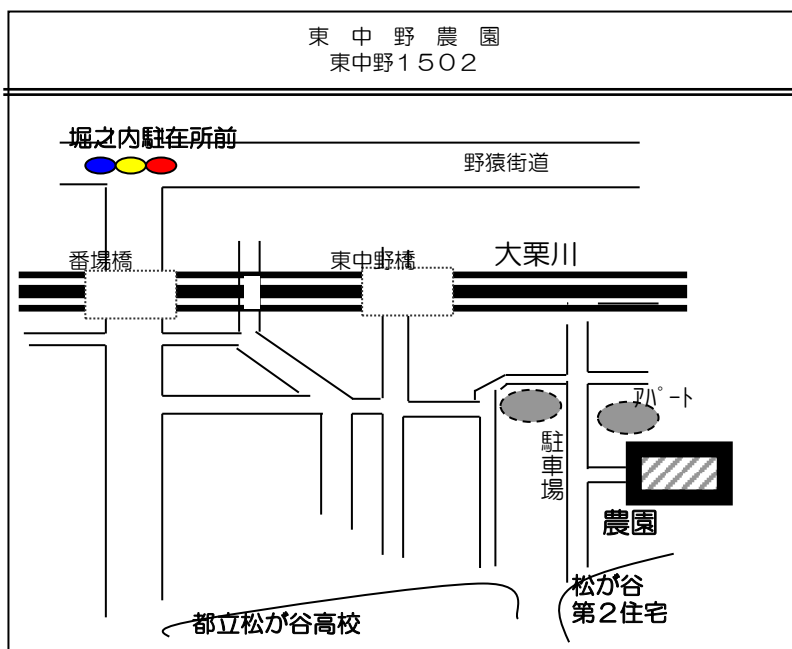 東 中 野 農 園
東中野１５０２
堀之内駐在所前
野猿街道
番場橋
東中野橋
大栗川
ｱﾊﾟｰﾄ
駐車場
農園
松が谷
第２住宅
都立松が谷高校